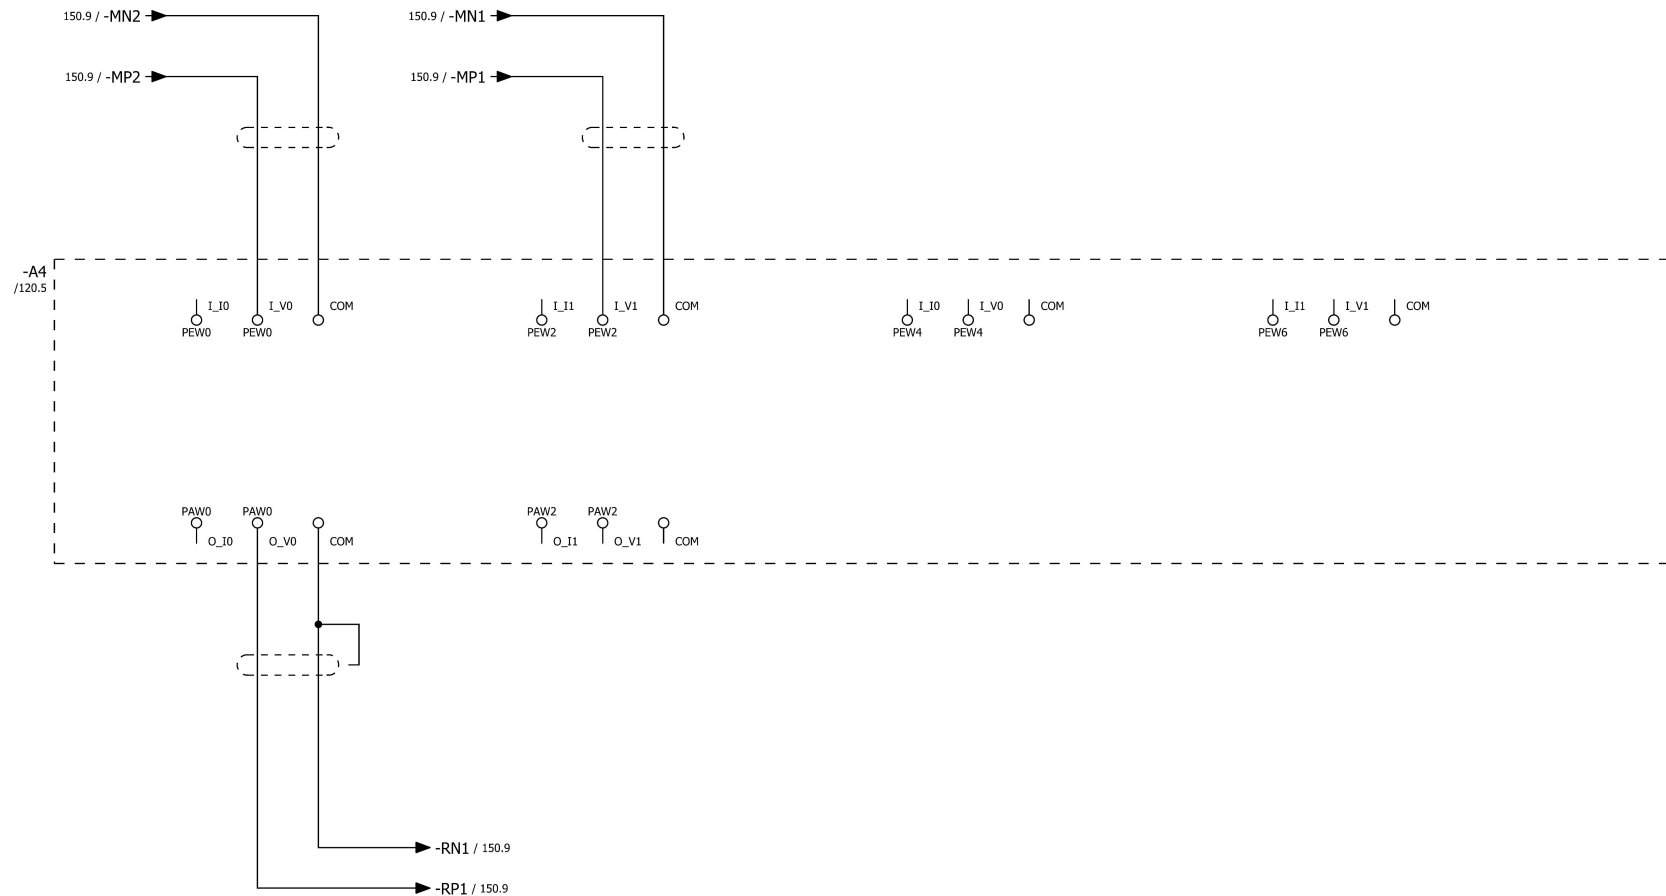 150.9 / -MN2
150.9 / -MN1
150.9 / -MP2
150.9 / -MP1
-A4
/120.5
I_I0 I_V0 COM I_I1 I_V1 COM I_I0 I_V0 COM I_I1 I_V1 COM
PEW0 PEW0 PEW2 PEW2 PEW4 PEW4 PEW6 PEW6
PAW0 PAW0 PAW2 PAW2
O_I0 O_V0 COM O_I1 O_V1 COM
-RN1 / 150.9
-RP1 / 150.9